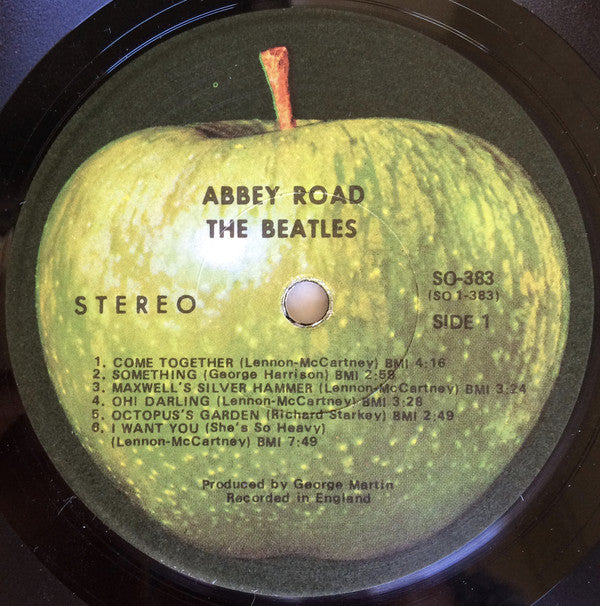 ABBEY ROAD
THE BEATLES
STEREO
SO-383
(SO 1-383)
SIDE 1
1. COME TOGETHER (Lennon-McCartney) BMI 4:16
2. SOMETHING (George Harrison) BMI 2:58
3. MAXWELL'S SILVER HAMMER (Lennon-McCartney) BMI 3:24
4. OH! DARLING (Lennon-McCartney) BMI 3:28
5. OCTOPUS'S GARDEN (Richard Starkey) BMI 2:49
6. I WANT YOU (She's So Heavy)
(Lennon-McCartney) BMI 7:49
Produced by George Martin
Recorded in England